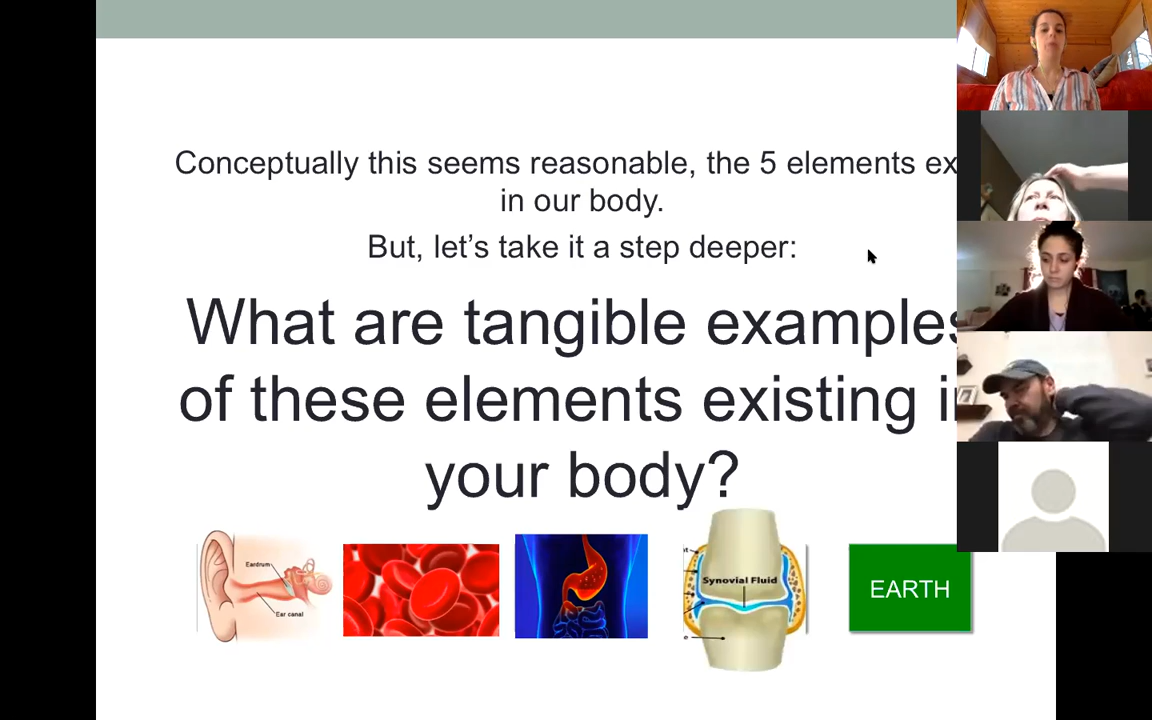 Conceptually this seems reasonable, the 5 elements ex
in our body.
But, let's take it a step deeper:
What are tangible examples
of these elements existing in
your body?
Eardrum
Ear canal
Synovial Fluid
EARTH